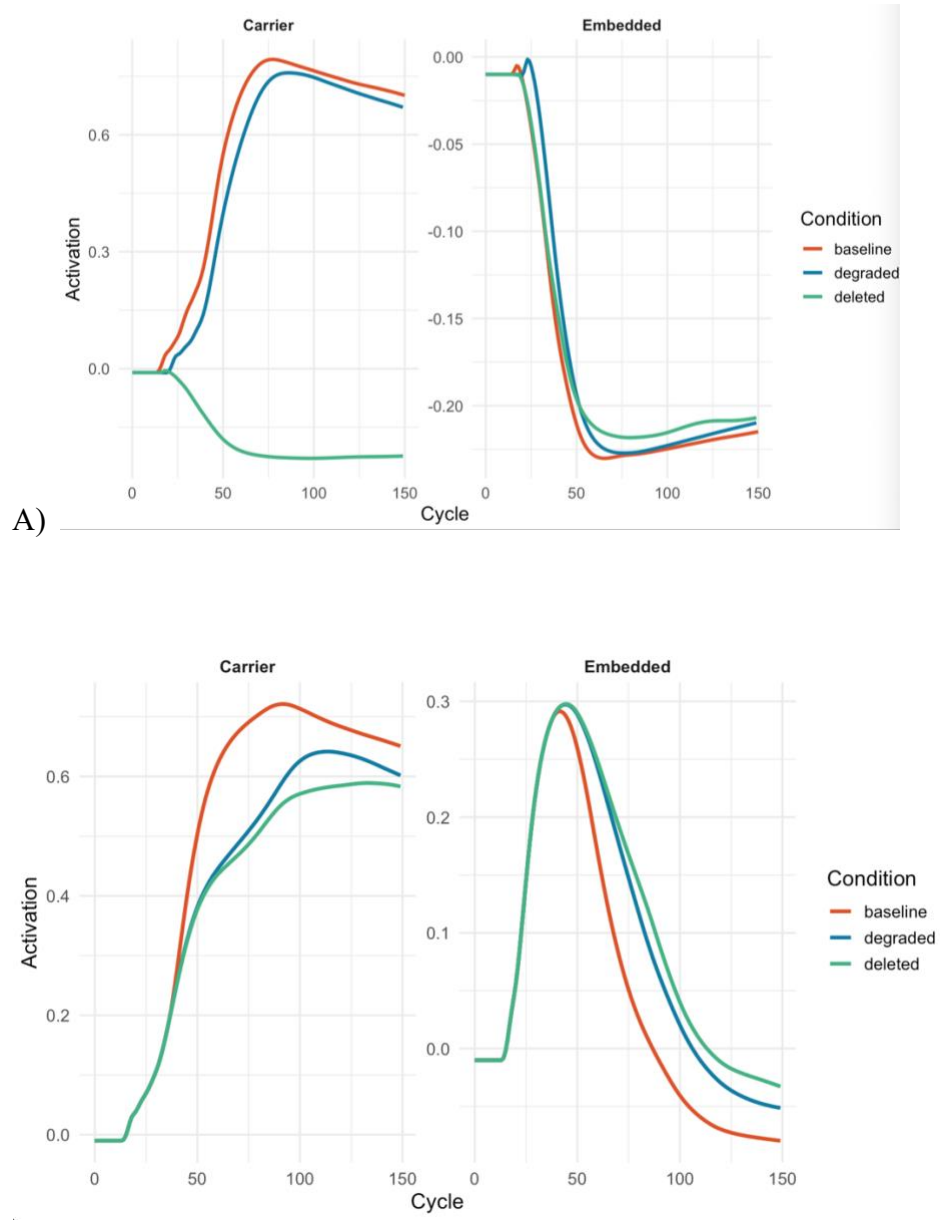 Carrier
Embedded
Activation
0.6
0.3
0.0
0.00
-0.05
-0.10
-0.15
-0.20
0 50 100 150
0 50 100 150
Cycle
Condition
baseline
degraded
deleted
A)
Carrier
Embedded
Activation
0.6
0.4
0.2
0.0
0.3
0.2
0.1
0.0
0 50 100 150
0 50 100 150
Cycle
Condition
baseline
degraded
deleted